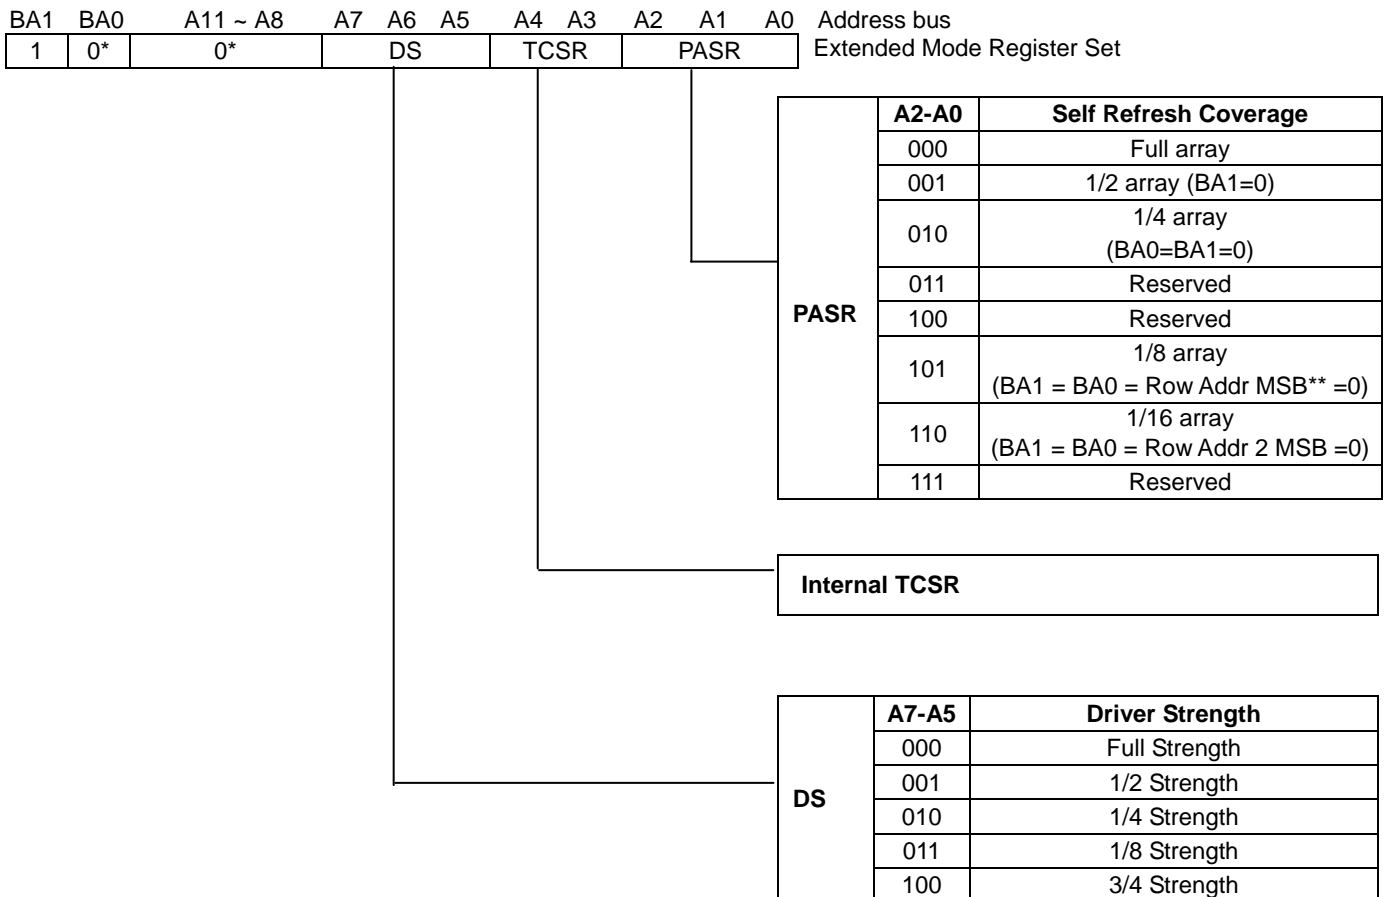 BA1 BA0 A11 ~ A8 A7 A6 A5 A4 A3 A2 A1 A0 Address bus
1 0* 0* DS TCSR PASR Extended Mode Register Set
PASR
A2-A0 Self Refresh Coverage
000 Full array
001 1/2 array (BA1=0)
010 1/4 array
(BA0=BA1=0)
011 Reserved
100 Reserved
101 1/8 array
(BA1 = BA0 = Row Addr MSB** =0)
110 1/16 array
(BA1 = BA0 = Row Addr 2 MSB =0)
111 Reserved
Internal TCSR
DS
A7-A5 Driver Strength
000 Full Strength
001 1/2 Strength
010 1/4 Strength
011 1/8 Strength
100 3/4 Strength